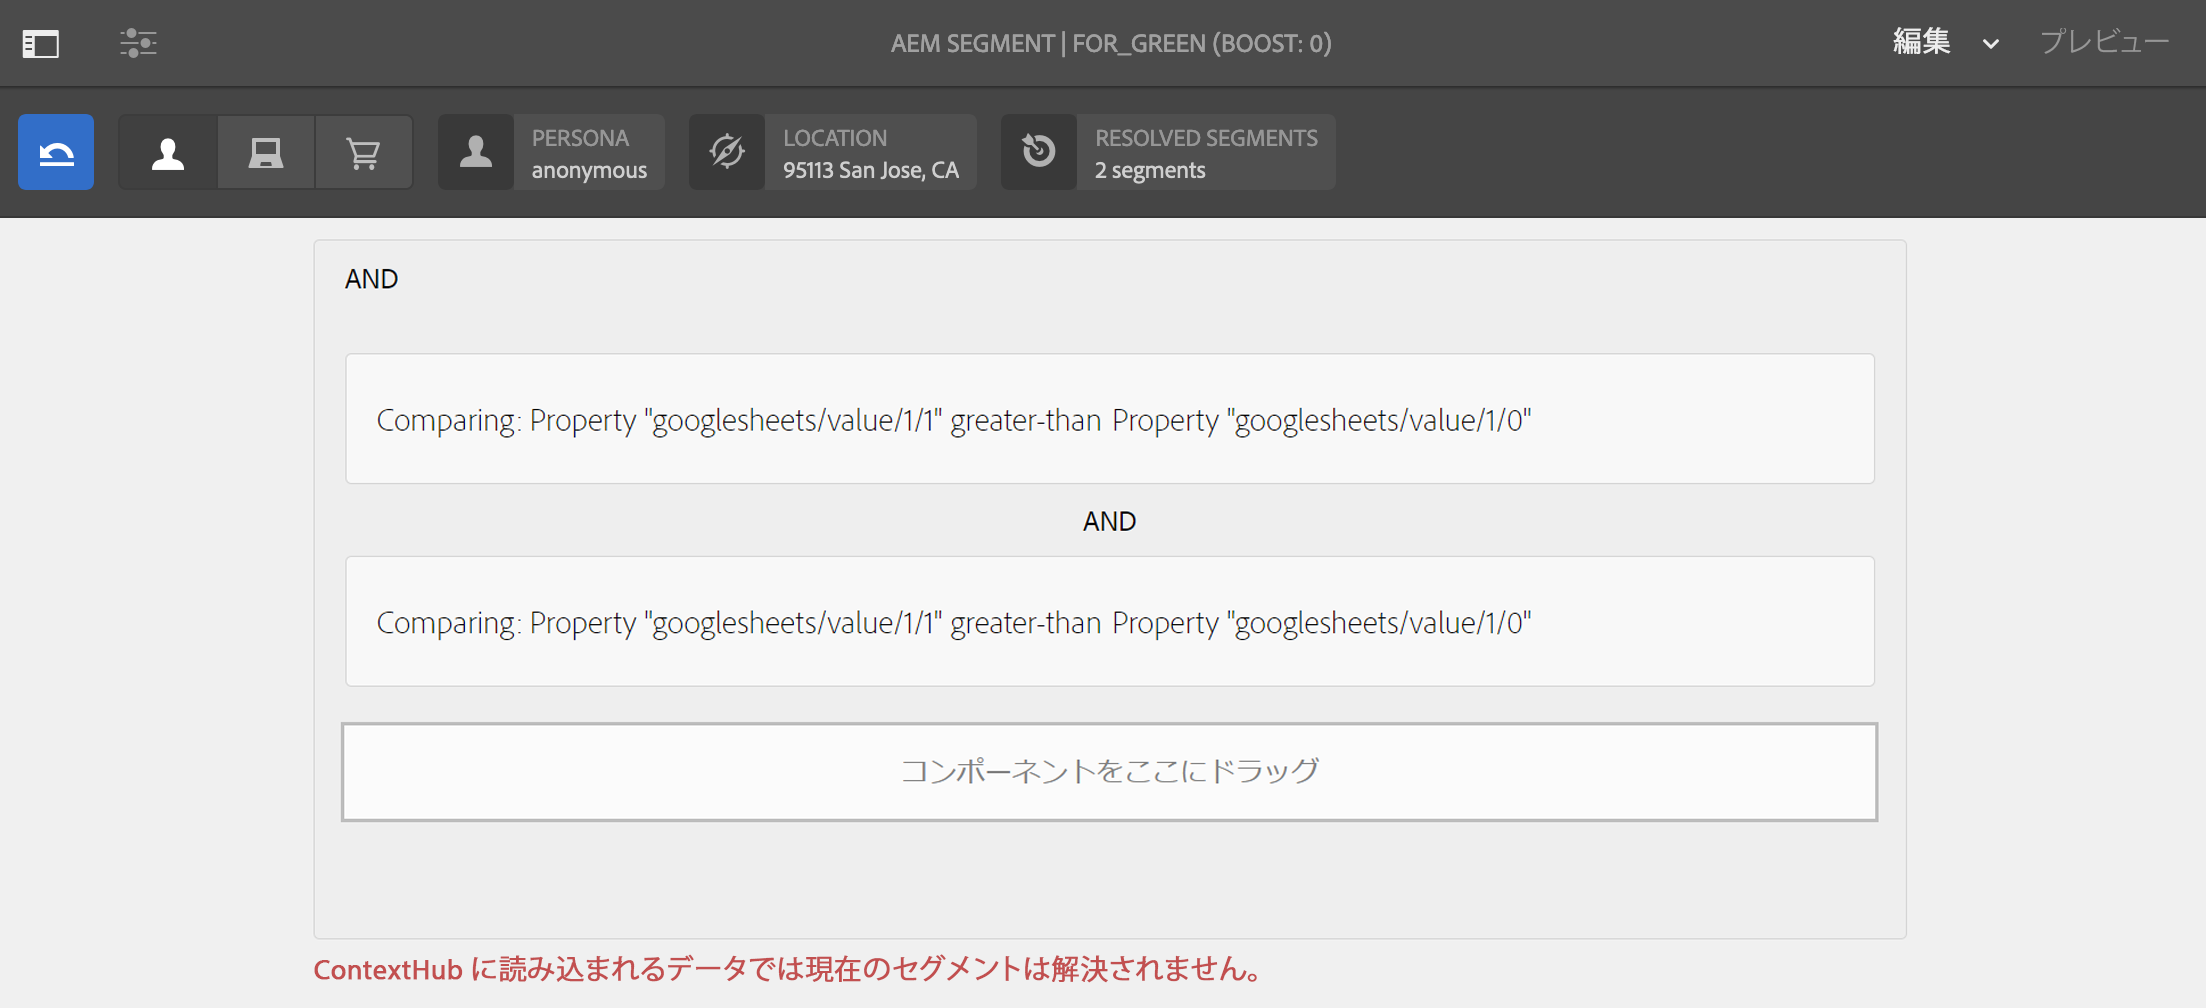 AEM SEGMENT | FOR_GREEN (BOOST: 0)
編集
プレビュー
PERSONA
anonymous
LOCATION
95113 San Jose, CA
RESOLVED SEGMENTS
2 segments
AND
Comparing: Property "googlesheets/value/1/1" greater-than Property "googlesheets/value/1/0"
AND
Comparing: Property "googlesheets/value/1/1" greater-than Property "googlesheets/value/1/0"
コンポーネントをここにドラッグ
ContextHub に読み込まれるデータでは現在のセグメントは解決されません。